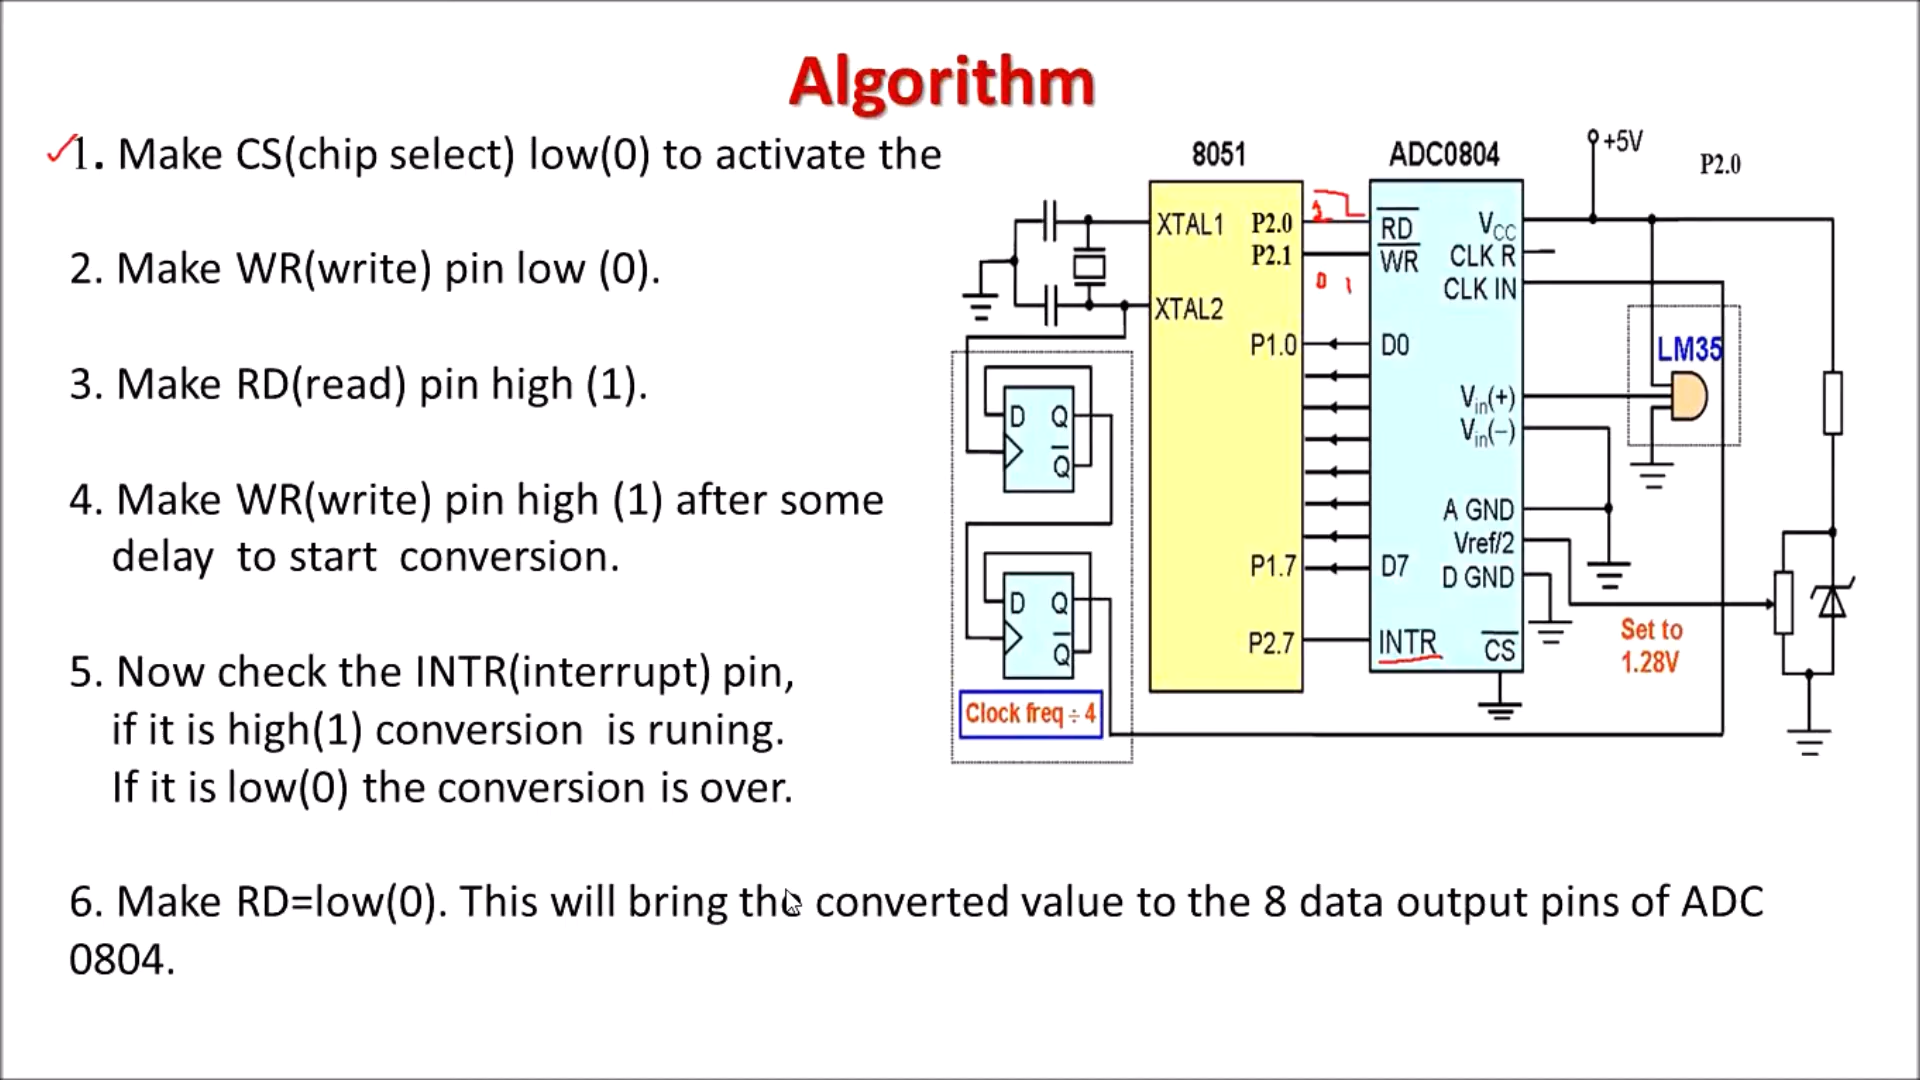 Algorithm
1. Make CS(chip select) low(0) to activate the
2. Make WR(write) pin low (0).
3. Make RD(read) pin high (1).
4. Make WR(write) pin high (1) after some
delay to start conversion.
5. Now check the INTR(interrupt) pin,
if it is high(1) conversion is runing.
If it is low(0) the conversion is over.
6. Make RD=low(0). This will bring the converted value to the 8 data output pins of ADC
0804.
8051
ADC0804
+5V
P2.0
XTAL1
P2.0
RD
VCC
P2.1
WR
CLK R
0 1
CLK IN
XTAL2
P1.0
D0
LM35
D Q
Q
Vin(+)
Vin(−)
A GND
Vref/2
P1.7
D7
D GND
D Q
Q
Set to
1.28V
P2.7
INTR
CS
Clock freq ÷ 4